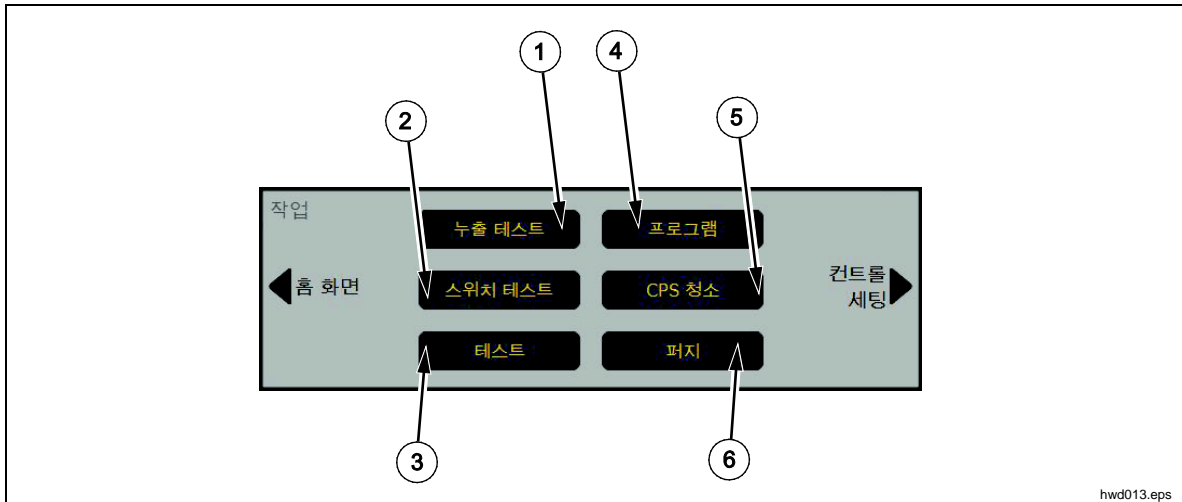 1
4
2
5
작업
누출 테스트
프로그램
홈 화면
스위치 테스트
CPS 청소
컨트롤
세팅
테스트
퍼지
3
6
hwd013.eps